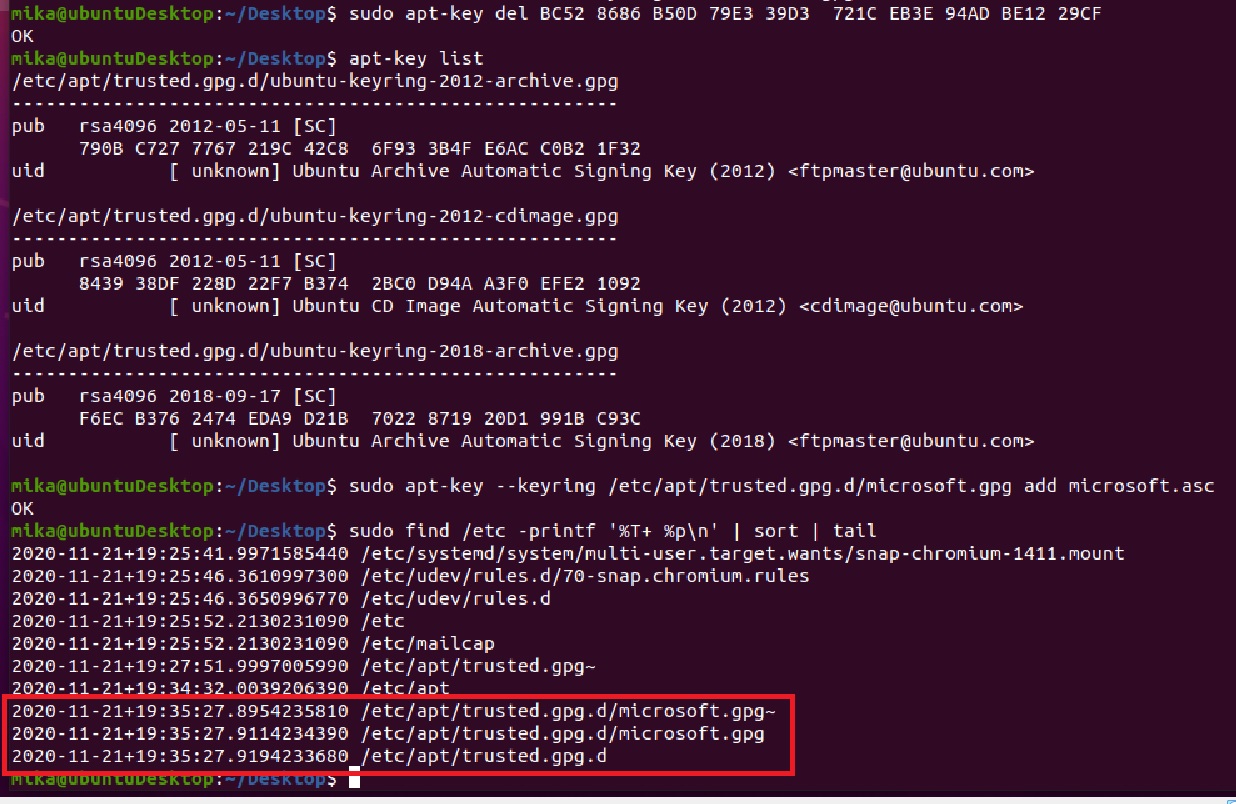 mika@ubuntuDesktop:~/Desktop$ sudo apt-key del BC52 8686 B50D 79E3 39D3  721C EB3E 94AD BE12 29CF
OK
mika@ubuntuDesktop:~/Desktop$ apt-key list
/etc/apt/trusted.gpg.d/ubuntu-keyring-2012-archive.gpg
------------------------------------------------------
pub   rsa4096 2012-05-11 [SC]
      790B C727 7767 219C 42C8  6F93 3B4F E6AC C0B2 1F32
uid           [ unknown] Ubuntu Archive Automatic Signing Key (2012) <ftpmaster@ubuntu.com>
/etc/apt/trusted.gpg.d/ubuntu-keyring-2012-cdimage.gpg
------------------------------------------------------
pub   rsa4096 2012-05-11 [SC]
      8439 38DF 228D 22F7 B374  2BC0 D94A A3F0 EFE2 1092
uid           [ unknown] Ubuntu CD Image Automatic Signing Key (2012) <cdimage@ubuntu.com>
/etc/apt/trusted.gpg.d/ubuntu-keyring-2018-archive.gpg
------------------------------------------------------
pub   rsa4096 2018-09-17 [SC]
      F6EC B376 2474 EDA9 D21B  7022 8719 20D1 991B C93C
uid           [ unknown] Ubuntu Archive Automatic Signing Key (2018) <ftpmaster@ubuntu.com>
mika@ubuntuDesktop:~/Desktop$ sudo apt-key --keyring /etc/apt/trusted.gpg.d/microsoft.gpg add microsoft.asc
OK
mika@ubuntuDesktop:~/Desktop$ sudo find /etc -printf '%T+ %p\n' | sort | tail
2020-11-21+19:25:41.9971585440 /etc/systemd/system/multi-user.target.wants/snap-chromium-1411.mount
2020-11-21+19:25:46.3610997300 /etc/udev/rules.d/70-snap.chromium.rules
2020-11-21+19:25:46.3650996770 /etc/udev/rules.d
2020-11-21+19:25:52.2130231090 /etc
2020-11-21+19:25:52.2130231090 /etc/mailcap
2020-11-21+19:27:51.9997005990 /etc/apt/trusted.gpg~
2020-11-21+19:34:32.0039206390 /etc/apt
2020-11-21+19:35:27.8954235810 /etc/apt/trusted.gpg.d/microsoft.gpg~
2020-11-21+19:35:27.9114234390 /etc/apt/trusted.gpg.d/microsoft.gpg
2020-11-21+19:35:27.9194233680 /etc/apt/trusted.gpg.d
mika@ubuntuDesktop:~/Desktop$